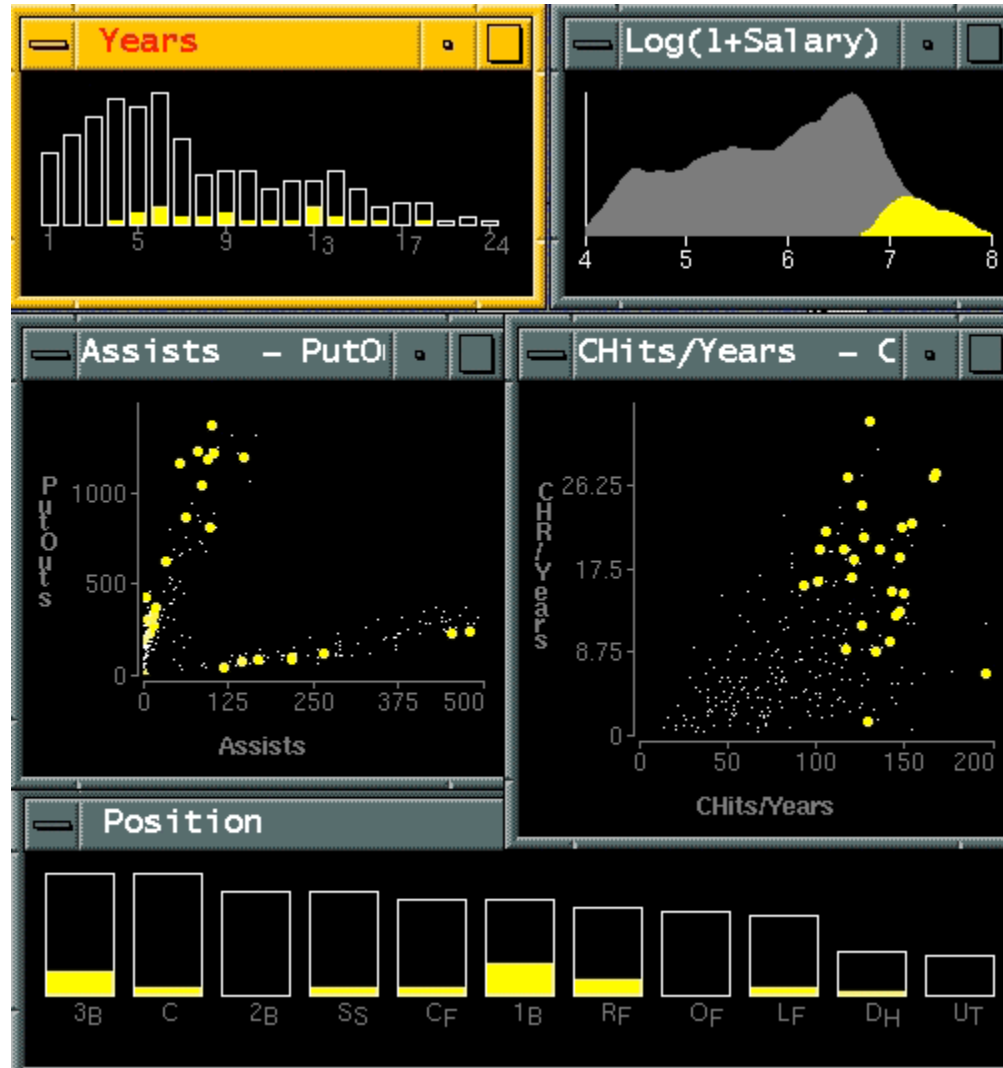 Years
1 5 9 13 17 24
Log(1+Salary)
4 5 6 7 8
Assists - PutO
PutOuts
1000
500
0
0 125 250 375 500
Assists
CHits/Years - C
CHR/Years
26.25
17.5
8.75
0
0 50 100 150 200
CHits/Years
Position
3B C 2B SS CF 1B RF OF LF DH UT